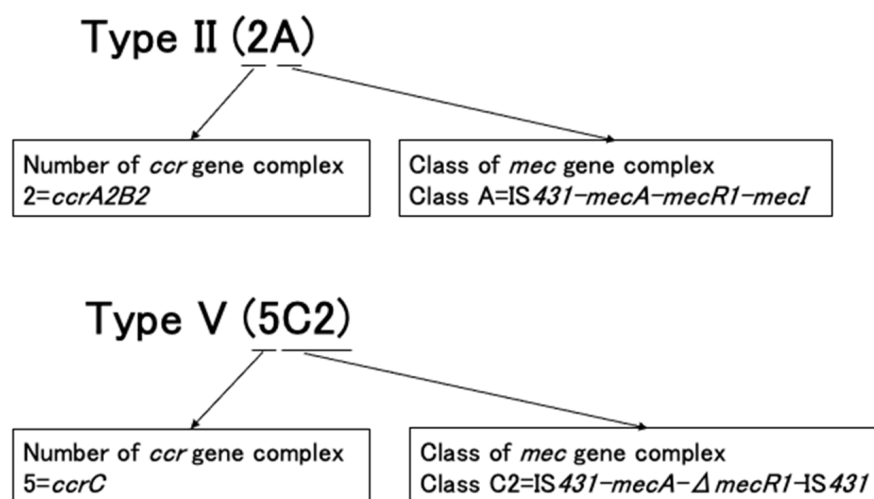 Type II (2A)
Number of ccr gene complex
2=ccrA2B2
Class of mec gene complex
Class A=IS431-mecA-mecR1-mecI
Type V (5C2)
Number of ccr gene complex
5=ccrC
Class of mec gene complex
Class C2=IS431-mecA-ΔmecR1-IS431